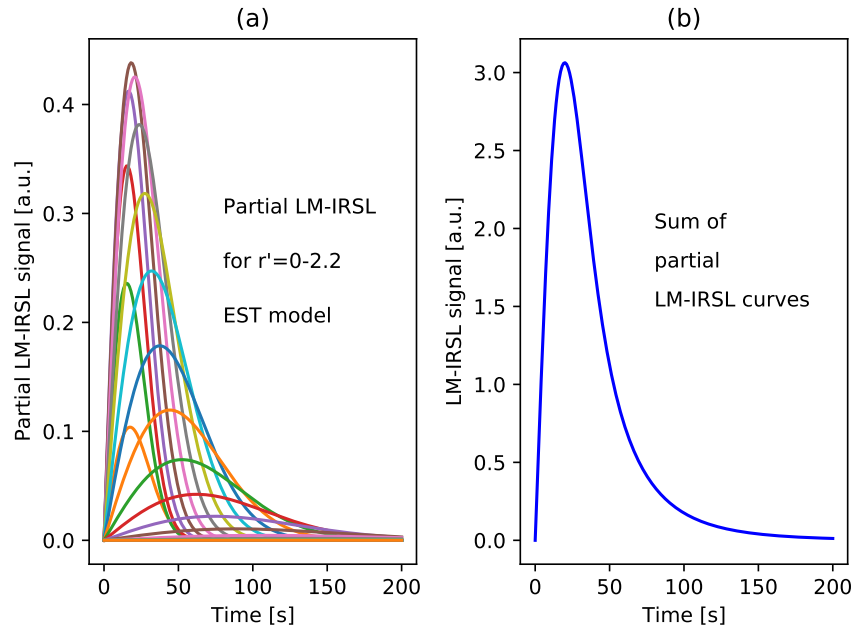 (a)
Partial LM-IRSL signal [a.u.]
0.4
0.3
0.2
0.1
0.0
Partial LM-IRSL
for r'=0-2.2
EST model
0 50 100 150 200
Time [s]
(b)
LM-IRSL signal [a.u.]
3.0
2.5
2.0
1.5
1.0
0.5
0.0
Sum of
partial
LM-IRSL curves
0 50 100 150 200
Time [s]